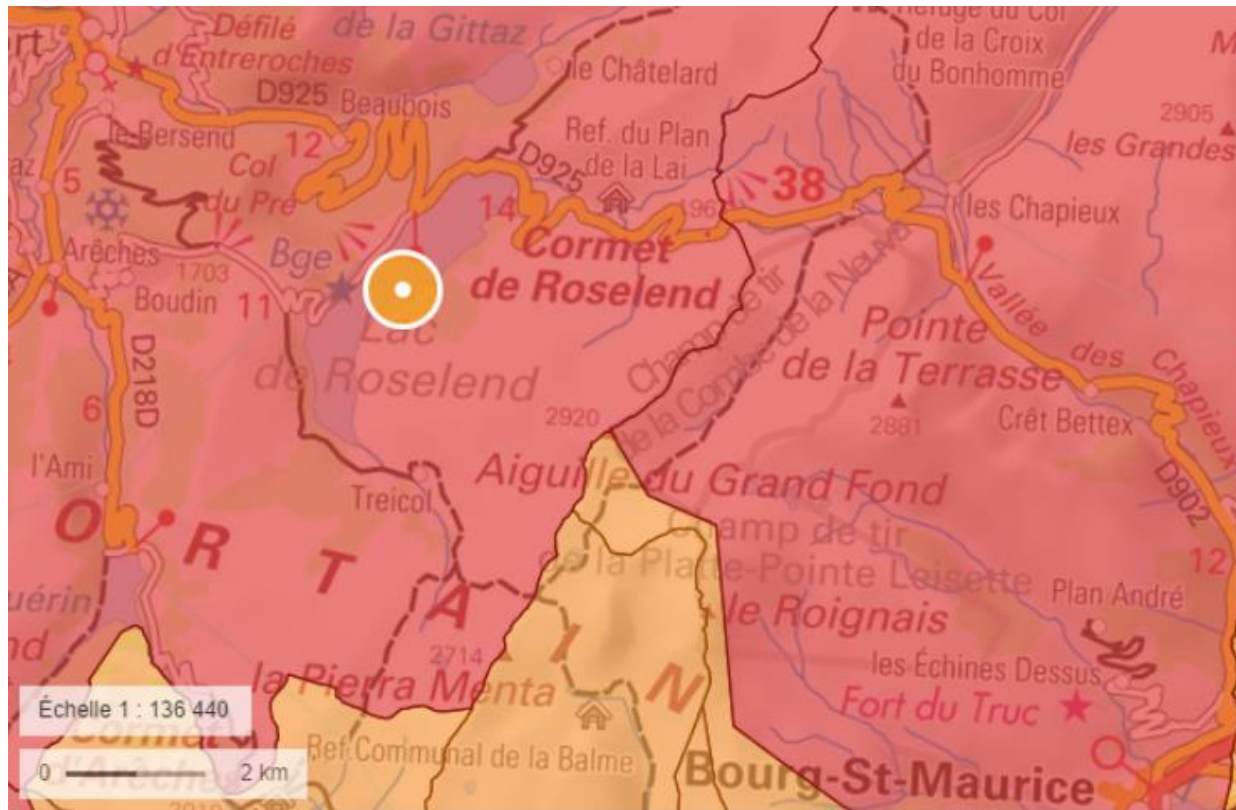 Défilé
d'Entreroches
de la Gittaz
le Châtelard
Refuge du Col
de la Croix
du Bonhomme
2905
les Grandes
D925
Beaubois
le Bersend
12
Col
du Pré
5
Ref. du Plan
de la Lai
D925
14
196
38
les Chapieux
Arêches
1703
Boudin
11
Bge
Cormet
de Roselend
Lac
de Roselend
Champ de tir
de la Combe de la Neuva
Vallée
des
Chapieux
Pointe
de la Terrasse
2881
Crêt Bettex
D218D
6
l'Ami
2920
Treicol
Aiguille du Grand Fond
Champ de tir
de la Platte-Pointe Leisette
D902
12
O R T A I N
le Roignais
Plan André
2714
la Pierra Menta
les Échines Dessus
Fort du Truc
Échelle 1 : 136 440
0 2 km
Cormet
d'Arêches
Ref. Communal de la Balme
Bourg-St-Maurice